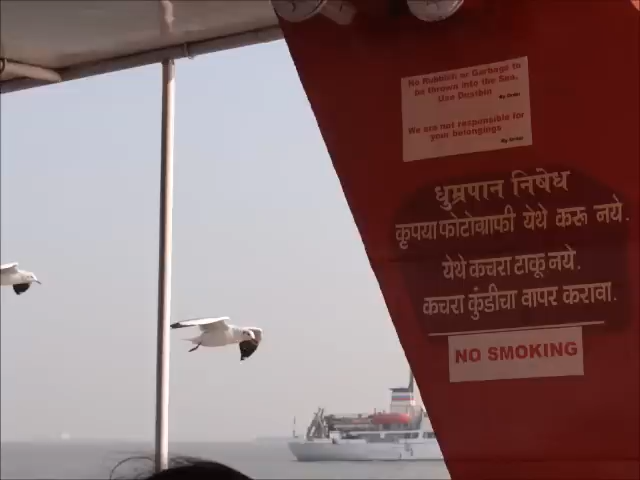 No Rubbish or Garbage to
be thrown into the Sea.
Use Dustbin
By Order
We are not responsible for
your belongings
By Order
धुम्रपान निषेध
कृपया फोटोग्राफी येथे करू नये.
येथे कचरा टाकू नये.
कचरा कुंडीचा वापर करावा.
NO SMOKING